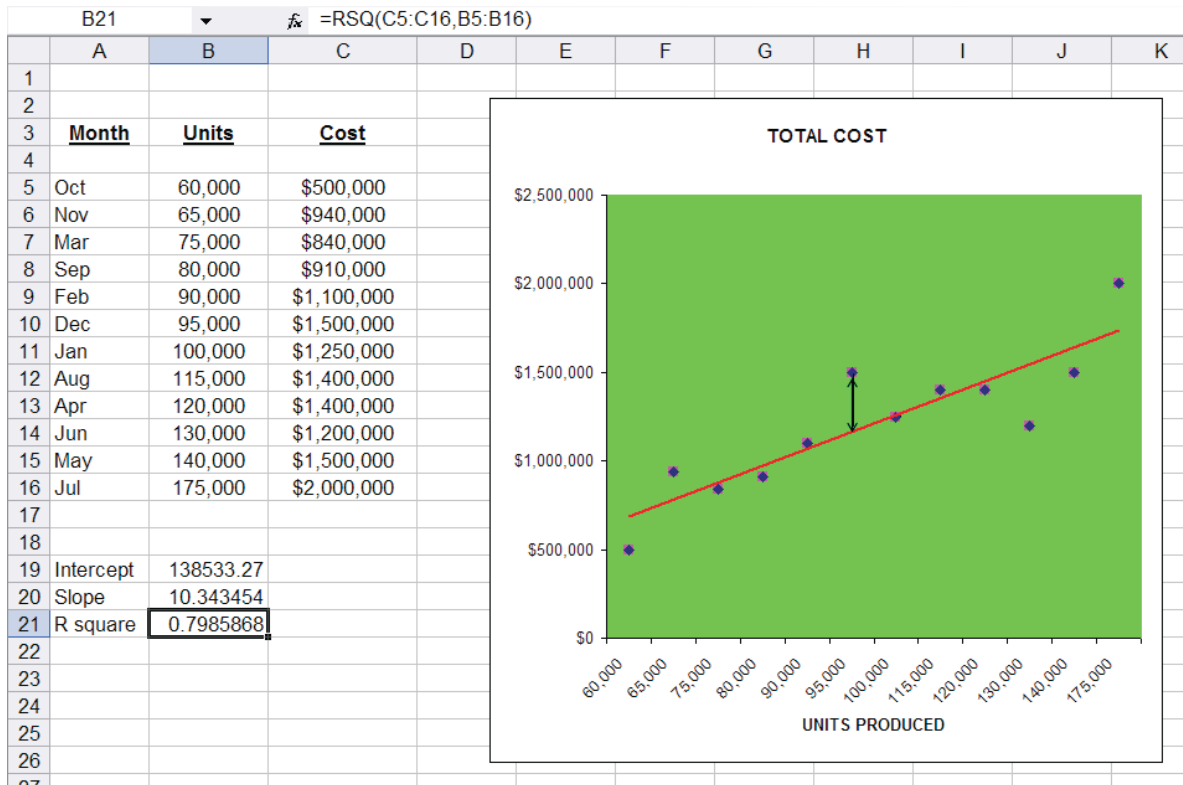 B21 fx =RSQ(C5:C16,B5:B16)
A B C D E F G H I J K
1
2
3 Month Units Cost
4
5 Oct 60,000 $500,000
6 Nov 65,000 $940,000
7 Mar 75,000 $840,000
8 Sep 80,000 $910,000
9 Feb 90,000 $1,100,000
10 Dec 95,000 $1,500,000
11 Jan 100,000 $1,250,000
12 Aug 115,000 $1,400,000
13 Apr 120,000 $1,400,000
14 Jun 130,000 $1,200,000
15 May 140,000 $1,500,000
16 Jul 175,000 $2,000,000
17
18
19 Intercept 138533.27
20 Slope 10.343454
21 R square 0.7985868
22
23
24
25
26
27
TOTAL COST
$2,500,000
$2,000,000
$1,500,000
$1,000,000
$500,000
$0
60,000 65,000 75,000 80,000 90,000 95,000 100,000 115,000 120,000 130,000 140,000 175,000
UNITS PRODUCED